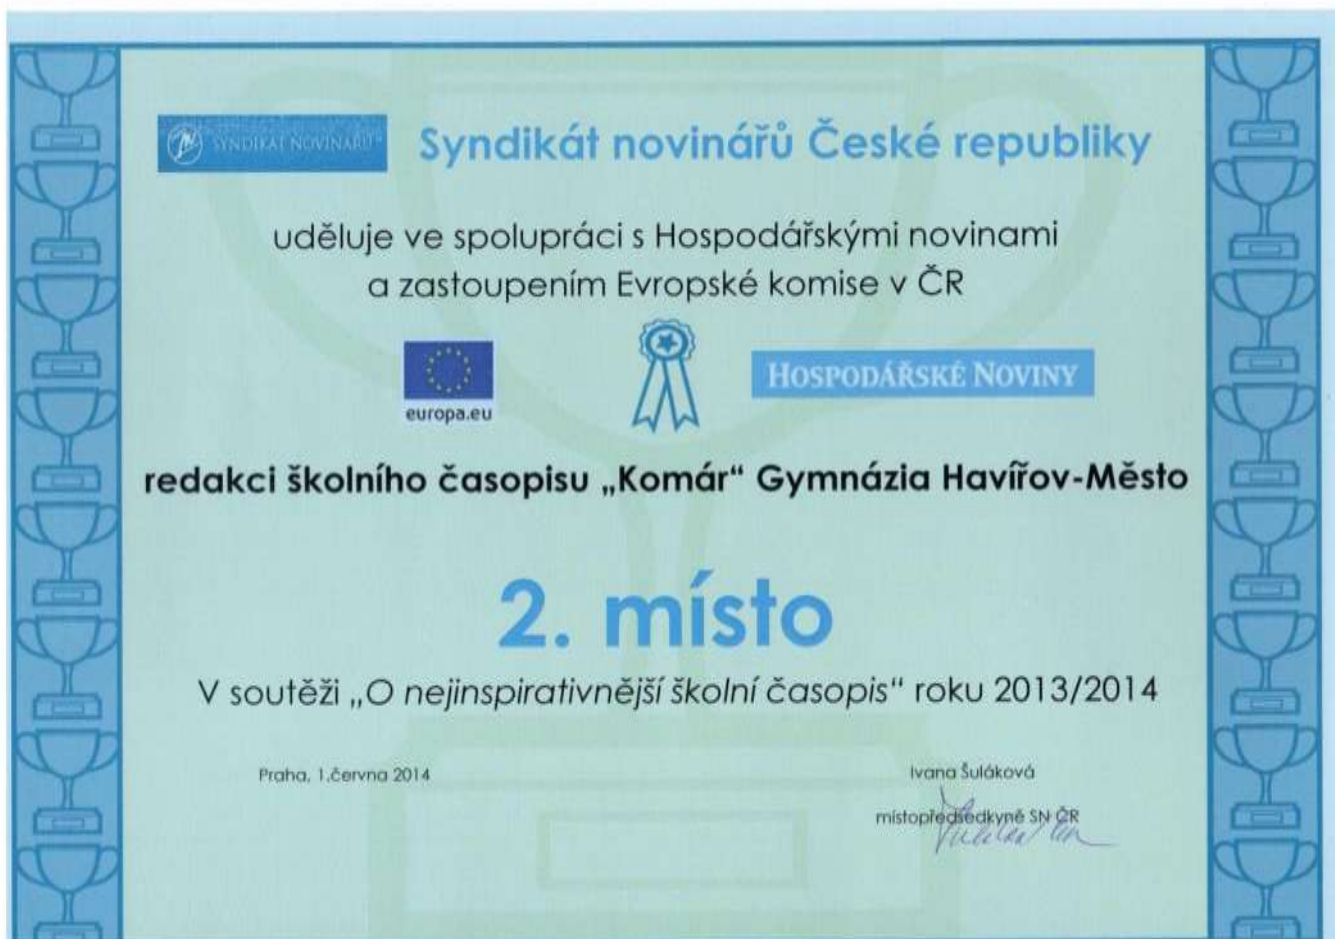 SYNDIKÁT NOVINÁŘŮ
Syndikát novinářů České republiky
uděluje ve spolupráci s Hospodářskými novinami
a zastoupením Evropské komise v ČR
europa.eu
HOSPODÁŘSKÉ NOVINY
redakci školního časopisu „Komár“ Gymnázia Havířov-Město
2. místo
V soutěži „O nejinspirativnější školní časopis“ roku 2013/2014
Praha, 1.června 2014
Ivana Šuláková
místopředsedkyně SN ČR